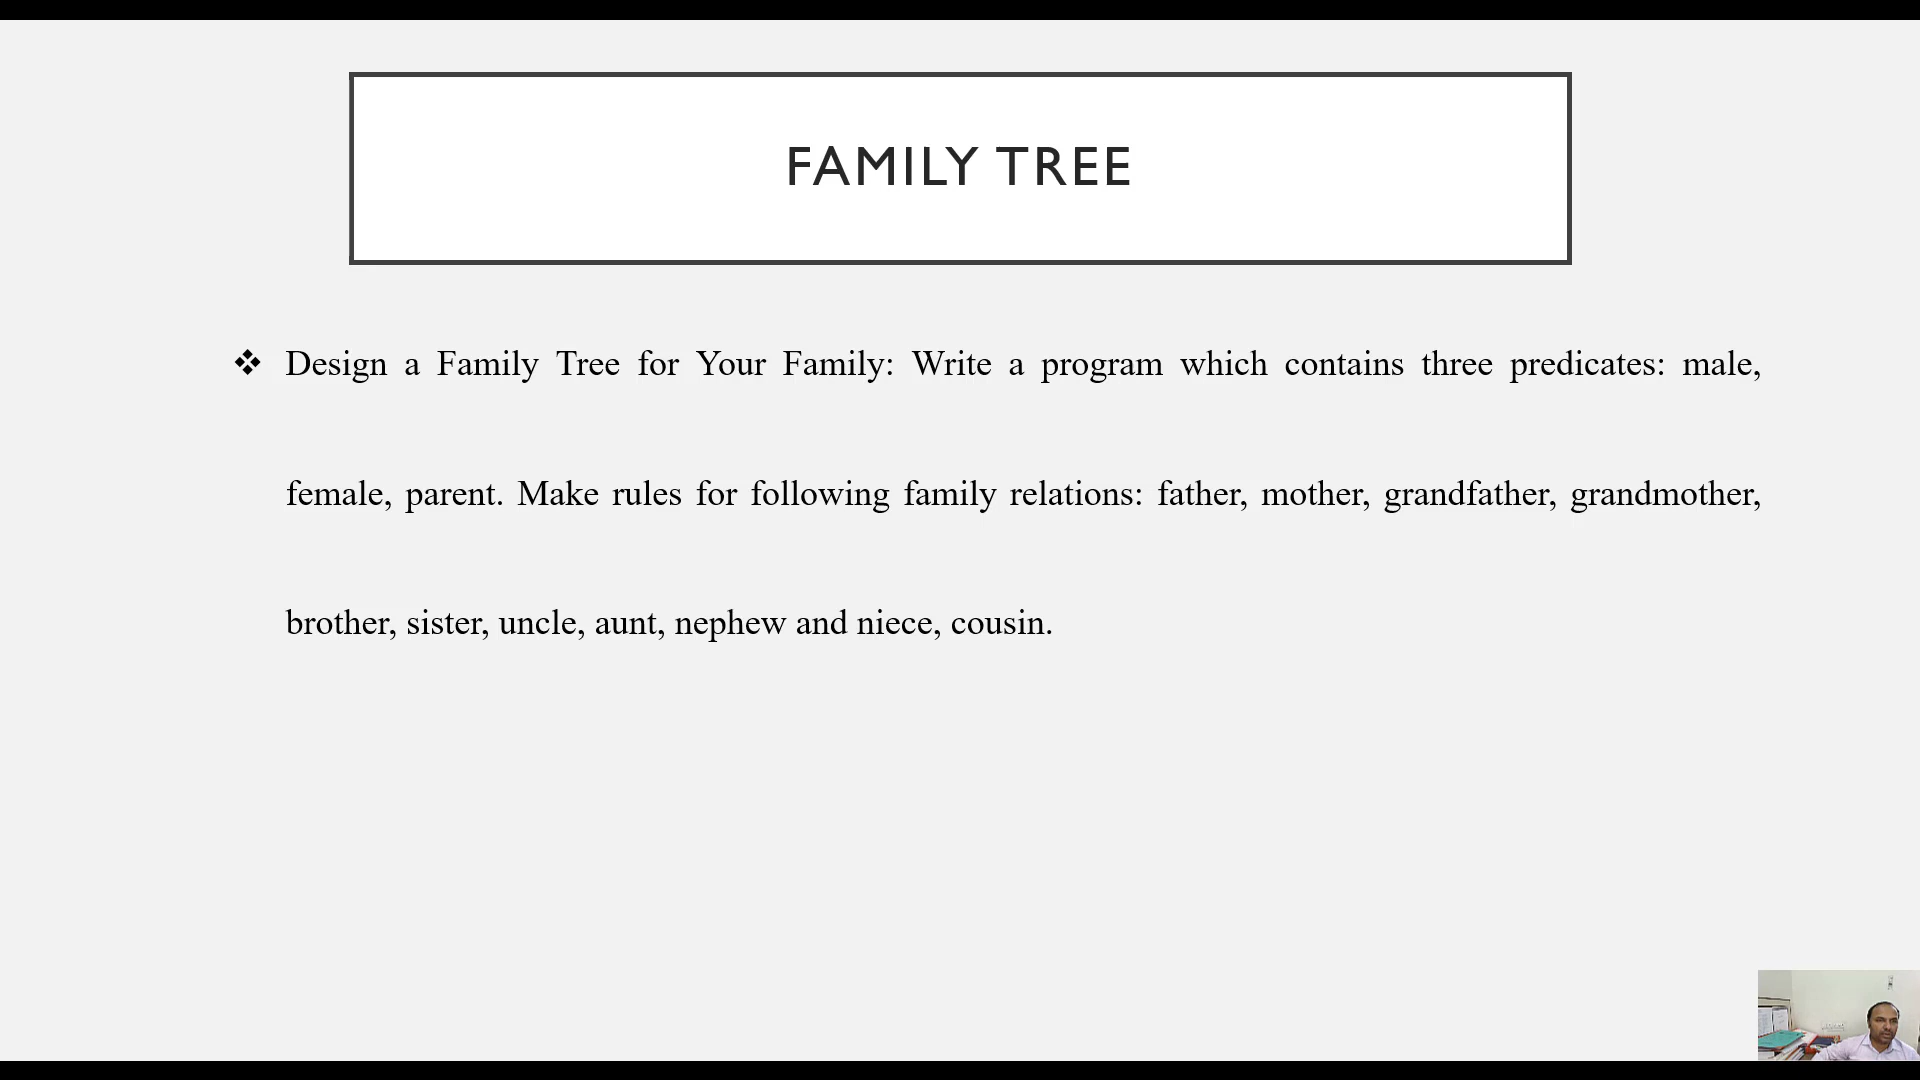 FAMILY TREE
❖ Design a Family Tree for Your Family: Write a program which contains three predicates: male,
female, parent. Make rules for following family relations: father, mother, grandfather, grandmother,
brother, sister, uncle, aunt, nephew and niece, cousin.